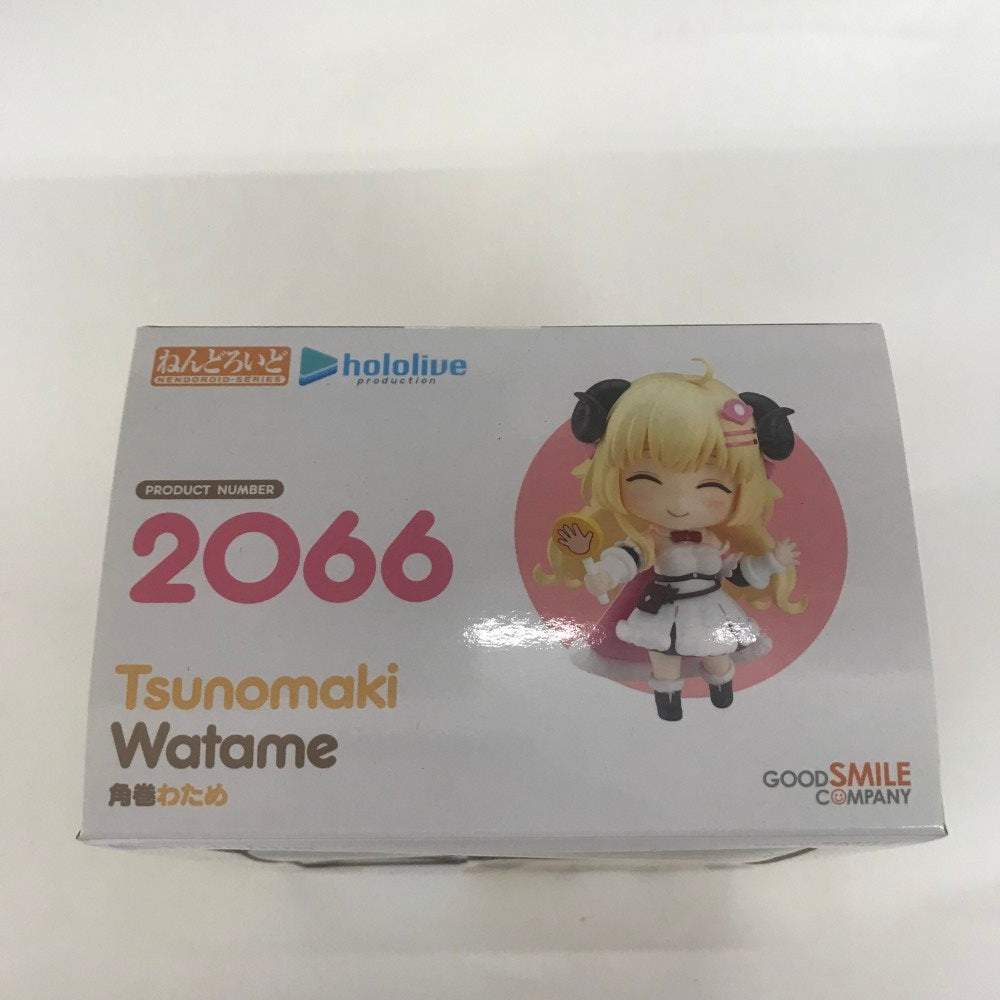 ねんどろいど
NENDOROID-SERIES
hololive
production
PRODUCT NUMBER
2066
Tsunomaki
Watame
角巻わため
GOOD SMILE
COMPANY